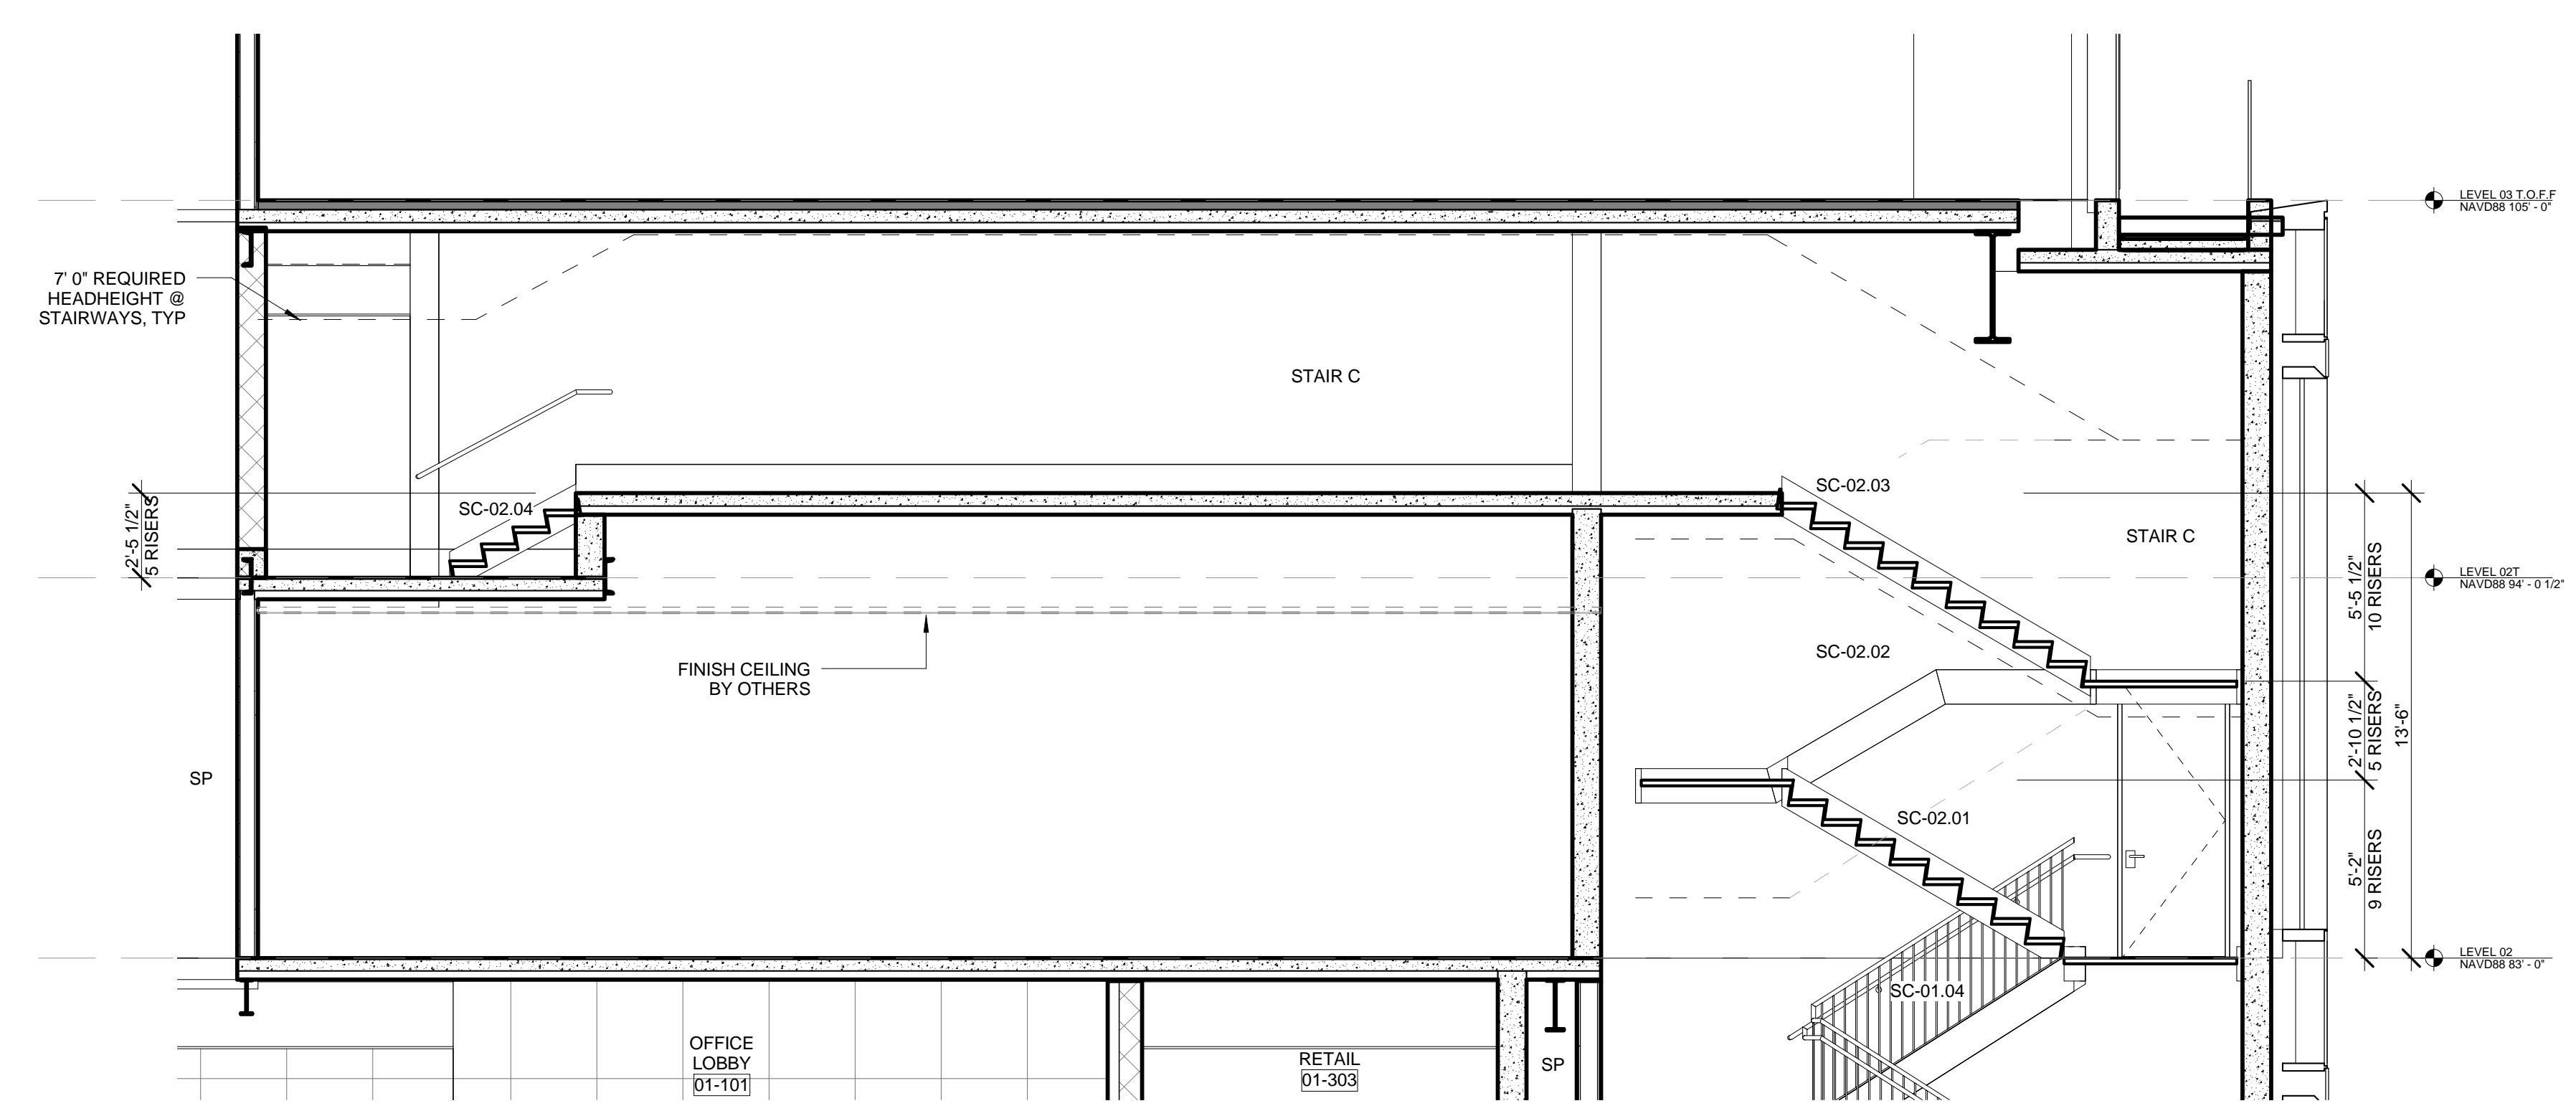 LEVEL 03 T.O.F.F
NAVD88 105' - 0"
7' 0" REQUIRED
HEADHEIGHT @
STAIRWAYS, TYP
STAIR C
SC-02.03
SC-02.04
2'-5 1/2"
5 RISERS
STAIR C
5'-5 1/2"
10 RISERS
LEVEL 02T
NAVD88 94' - 0 1/2"
SC-02.02
FINISH CEILING
BY OTHERS
2'-10 1/2"
5 RISERS
13'-6"
SP
SC-02.01
5'-2"
9 RISERS
LEVEL 02
NAVD88 83' - 0"
SC-01.04
OFFICE
LOBBY
01-101
RETAIL
01-303
SP